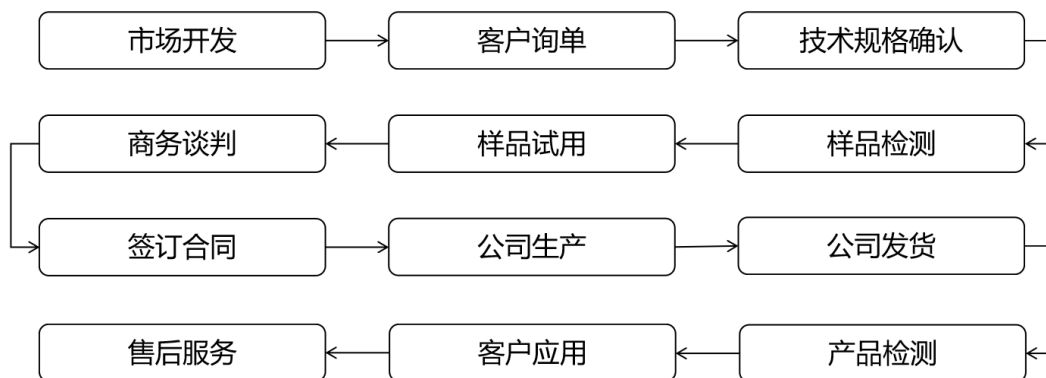 市场开发
客户询单
技术规格确认
商务谈判
样品试用
样品检测
签订合同
公司生产
公司发货
售后服务
客户应用
产品检测